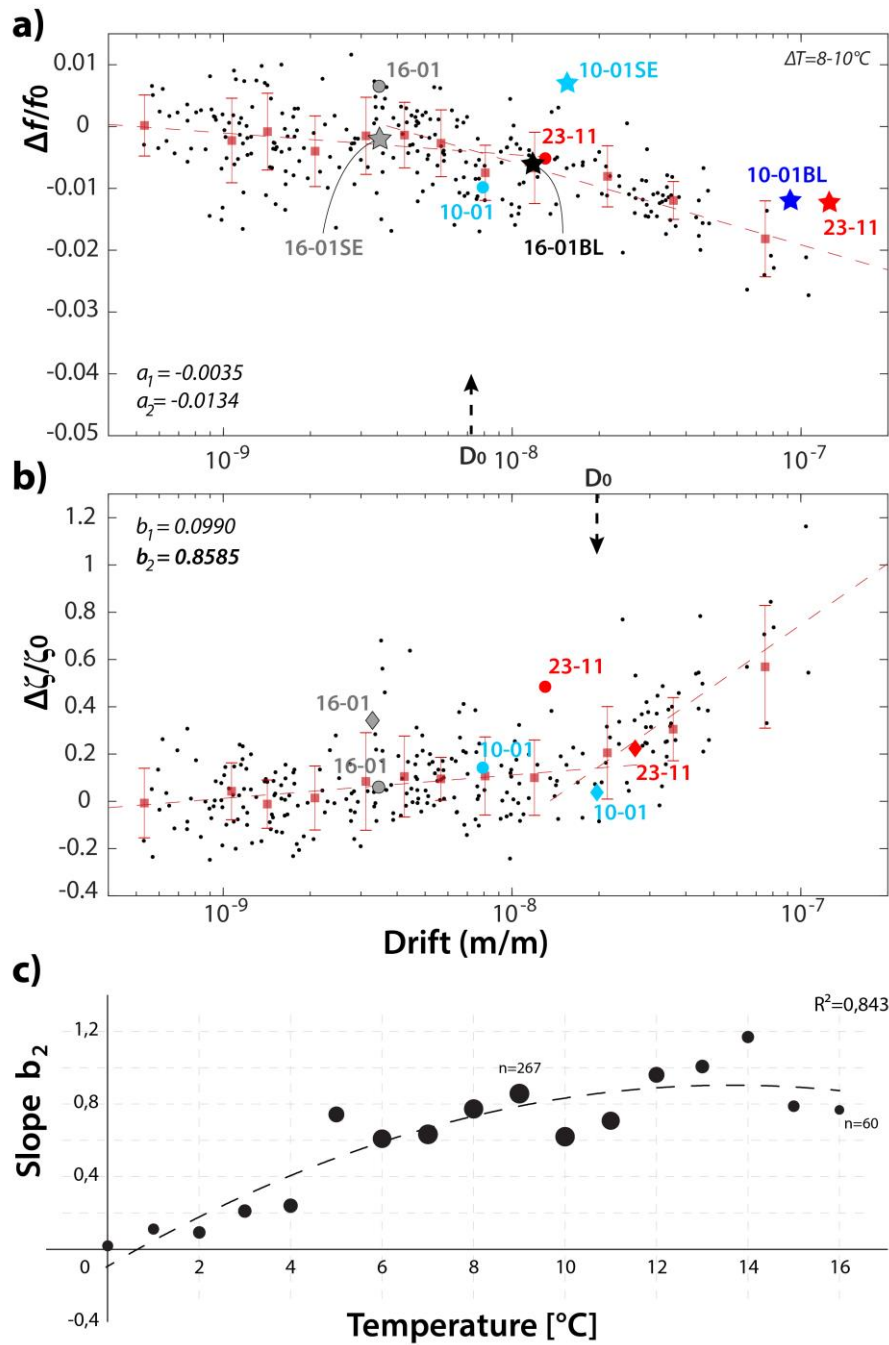 a)
ΔT=8-10°C
0.01
0
-0.01
-0.02
-0.03
-0.04
-0.05
Δf/f0
16-01
10-01SE
23-11
10-01BL
23-11
10-01
16-01SE
16-01BL
a1 = -0.0035
a2= -0.0134
10-9
D0
10-8
10-7
b)
D0
1.2
1
0.8
0.6
0.4
0.2
0
-0.2
-0.4
Δζ/ζ0
b1 = 0.0990
b2 = 0.8585
23-11
16-01
16-01
10-01
23-11
10-01
10-9
10-8
10-7
Drift (m/m)
c)
R2=0,843
1,2
0,8
0,4
0
-0,4
Slope b2
n=267
n=60
2
4
6
8
10
12
14
16
Temperature [°C]